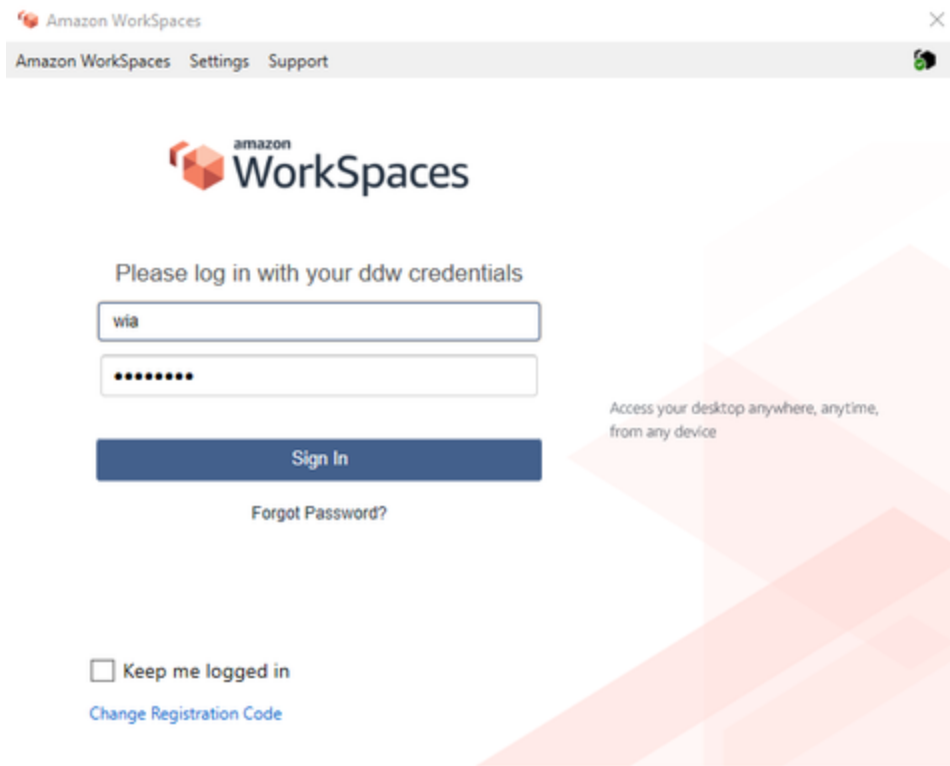 Amazon WorkSpaces
Amazon WorkSpaces Settings Support
amazon
WorkSpaces
Please log in with your ddw credentials
wia
••••••••
Sign In
Forgot Password?
Access your desktop anywhere, anytime,
from any device
Keep me logged in
Change Registration Code